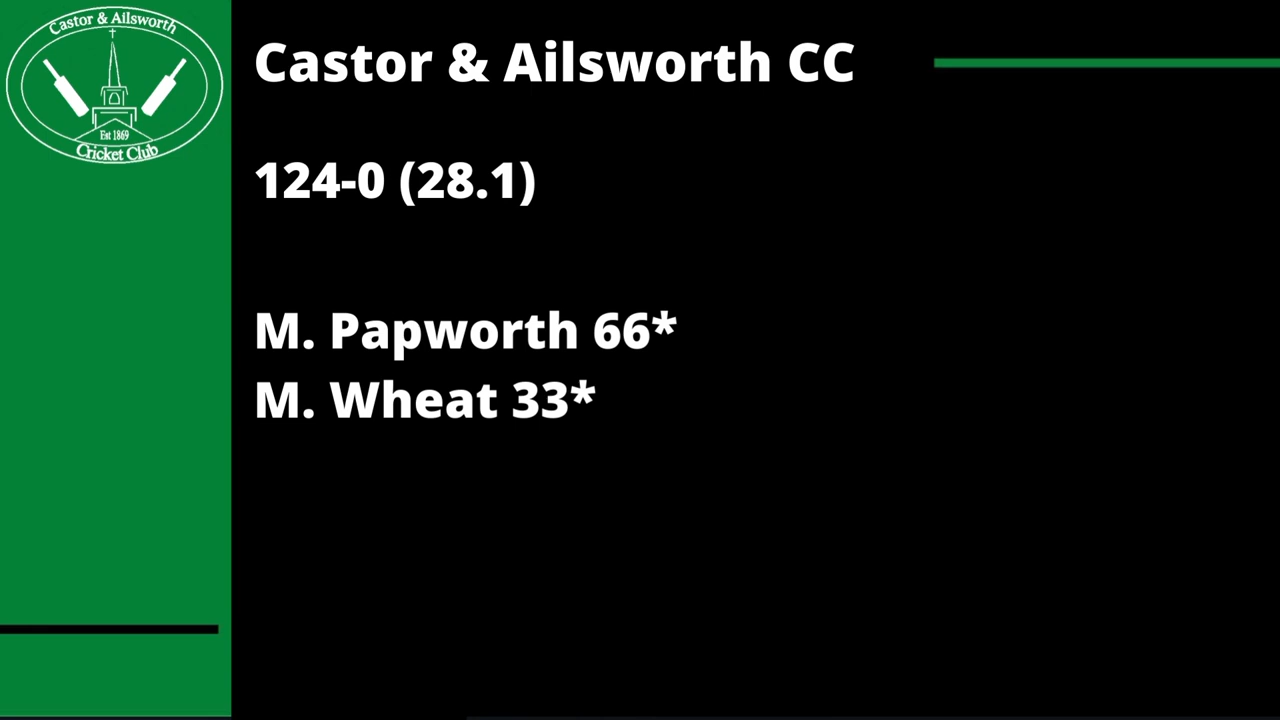 Castor & Ailsworth
Est 1869
Cricket Club
Castor & Ailsworth CC
124-0 (28.1)
M. Papworth 66*
M. Wheat 33*